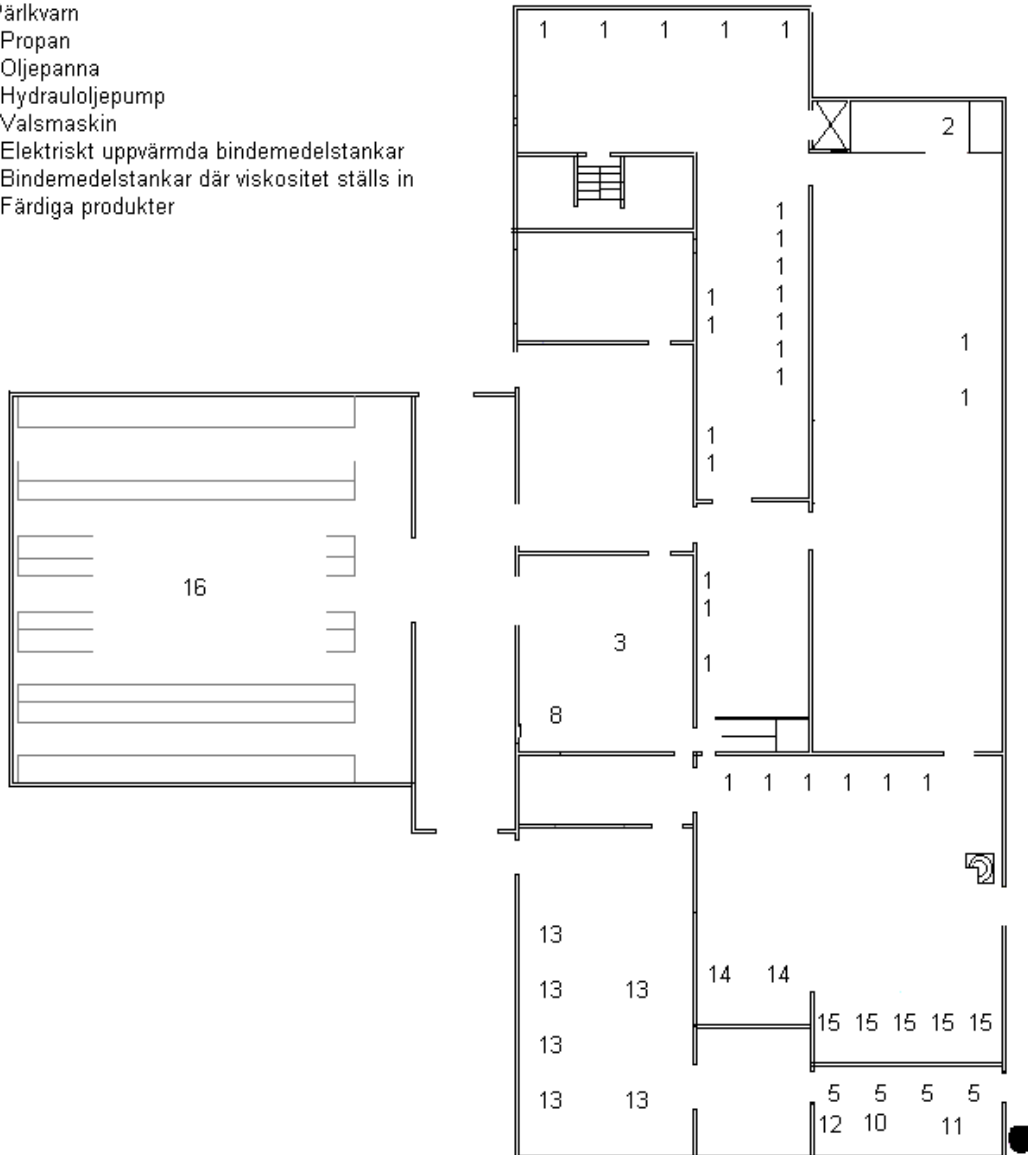 Pärlkvarn
Propan
Oljepanna
Hydrauloljepump
Valsmaskin
Elektriskt uppvärmda bindemedelstankar
Bindemedelstankar där viskositet ställs in
Färdiga produkter
1 1 1 1 1
2
1
1
1
1 1
1 1
1
1 1
1
1
1
1
16
1
1
3
1
8
1 1 1 1 1 1
13
14 14
13 13
15 15 15 15 15
13
5 5 5 5
13 13
12 10 11